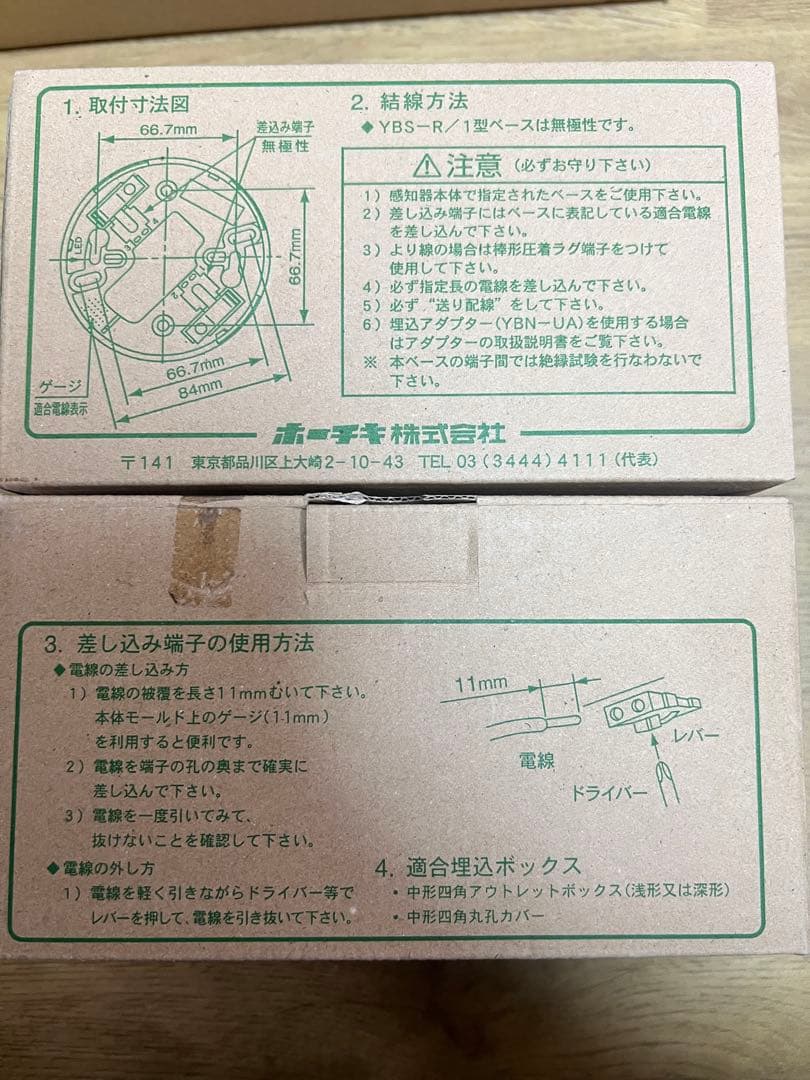 1. 取付寸法図
66.7mm
差込み端子
無極性
66.7mm
LED
66.7mm
84mm
ゲージ
適合電線表示
2. 結線方法
◆ YBS－R／1型ベースは無極性です。
⚠注意 (必ずお守り下さい)
1) 感知器本体で指定されたベースをご使用下さい。
2) 差し込み端子にはベースに表記している適合電線
を差し込んで下さい。
3) より線の場合は棒形圧着ラグ端子をつけて
使用して下さい。
4) 必ず指定長の電線を差し込んで下さい。
5) 必ず“送り配線”をして下さい。
6) 埋込アダプター(YBN－UA)を使用する場合
はアダプターの取扱説明書をご覧下さい。
※ 本ベースの端子間では絶縁試験を行なわないで
下さい。
ホーチキ株式会社
〒141 東京都品川区上大崎2－10－43 TEL 03 (3444) 4111 (代表)
3. 差し込み端子の使用方法
◆電線の差し込み方
1) 電線の被覆を長さ11mmむいて下さい。
本体モールド上のゲージ(11mm)
を利用すると便利です。
2) 電線を端子の孔の奥まで確実に
差し込んで下さい。
3) 電線を一度引いてみて、
抜けないことを確認して下さい。
◆電線の外し方
1) 電線を軽く引きながらドライバー等で
レバーを押して、電線を引き抜いて下さい。
11mm
電線
レバー
ドライバー
4. 適合埋込ボックス
・中形四角アウトレットボックス(浅形又は深形)
・中形四角丸孔カバー